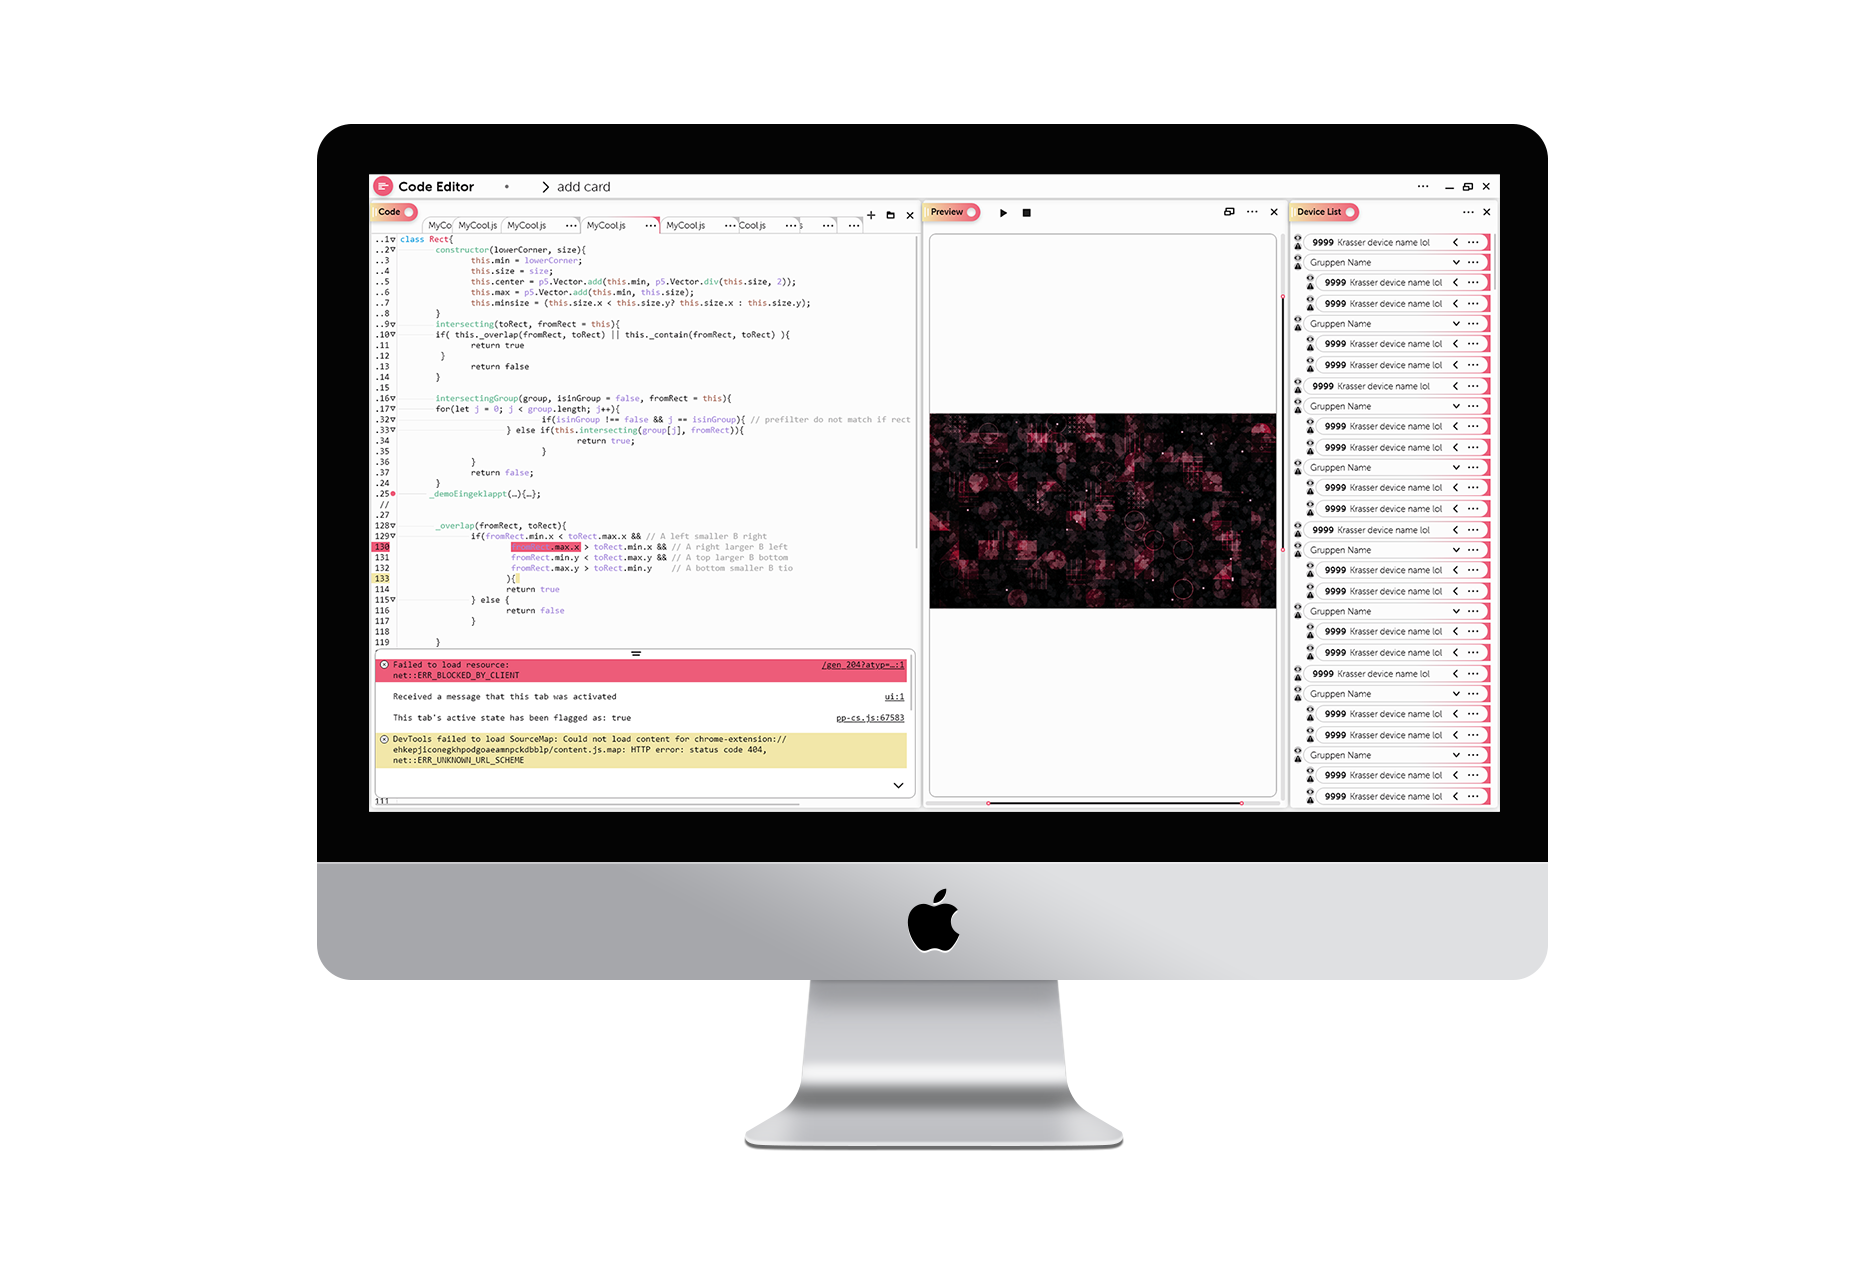 Code Editor • add card
Code
MyCo MyCool.js MyCool.js ... MyCool.js ... MyCool.js ... Cool.js ... s ... ...
..1 class Rect{
..2 constructor(lowerCorner, size){
..3 this.min = lowerCorner;
..4 this.size = size;
..5 this.center = p5.Vector.add(this.min, p5.Vector.div(this.size, 2));
..6 this.max = p5.Vector.add(this.min, this.size);
..7 this.minsize = (this.size.x < this.size.y? this.size.x : this.size.y);
..8 }
..9 intersecting(toRect, fromRect = this){
.10 if( this._overlap(fromRect, toRect) || this._contain(fromRect, toRect) ){
.11 return true
.12 }
.13 return false
.14 }
.15
.16 intersectingGroup(group, isinGroup = false, fromRect = this){
.17 for(let j = 0; j < group.length; j++){
.32 if(isinGroup !== false && j == isinGroup){ // prefilter do not match if rect
.33 } else if(this.intersecting(group[j], fromRect)){
.34 return true;
.35 }
.36 }
.37 return false;
.24 }
.25 _demoEingeklappt(…){…};
//
.27
128 _overlap(fromRect, toRect){
129 if(fromRect.min.x < toRect.max.x && // A left smaller B right
130 fromRect.max.x > toRect.min.x && // A right larger B left
131 fromRect.min.y < toRect.max.y && // A top larger B bottom
132 fromRect.max.y > toRect.min.y // A bottom smaller B tio
133 ){
114 return true
115 } else {
116 return false
117 }
118
119 }
Failed to load resource: /gen_204?atyp=…:1
net::ERR_BLOCKED_BY_CLIENT
Received a message that this tab was activated ui:1
This tab's active state has been flagged as: true pp-cs.js:67583
DevTools failed to load SourceMap: Could not load content for chrome-extension://
ehkepjiconegkhpodgoaeamnpckdbblp/content.js.map: HTTP error: status code 404,
net::ERR_UNKNOWN_URL_SCHEME
111
Preview
Device List
9999 Krasser device name lol
Gruppen Name
9999 Krasser device name lol
9999 Krasser device name lol
Gruppen Name
9999 Krasser device name lol
9999 Krasser device name lol
9999 Krasser device name lol
Gruppen Name
9999 Krasser device name lol
9999 Krasser device name lol
Gruppen Name
9999 Krasser device name lol
9999 Krasser device name lol
9999 Krasser device name lol
Gruppen Name
9999 Krasser device name lol
9999 Krasser device name lol
Gruppen Name
9999 Krasser device name lol
9999 Krasser device name lol
9999 Krasser device name lol
Gruppen Name
9999 Krasser device name lol
9999 Krasser device name lol
Gruppen Name
9999 Krasser device name lol
9999 Krasser device name lol